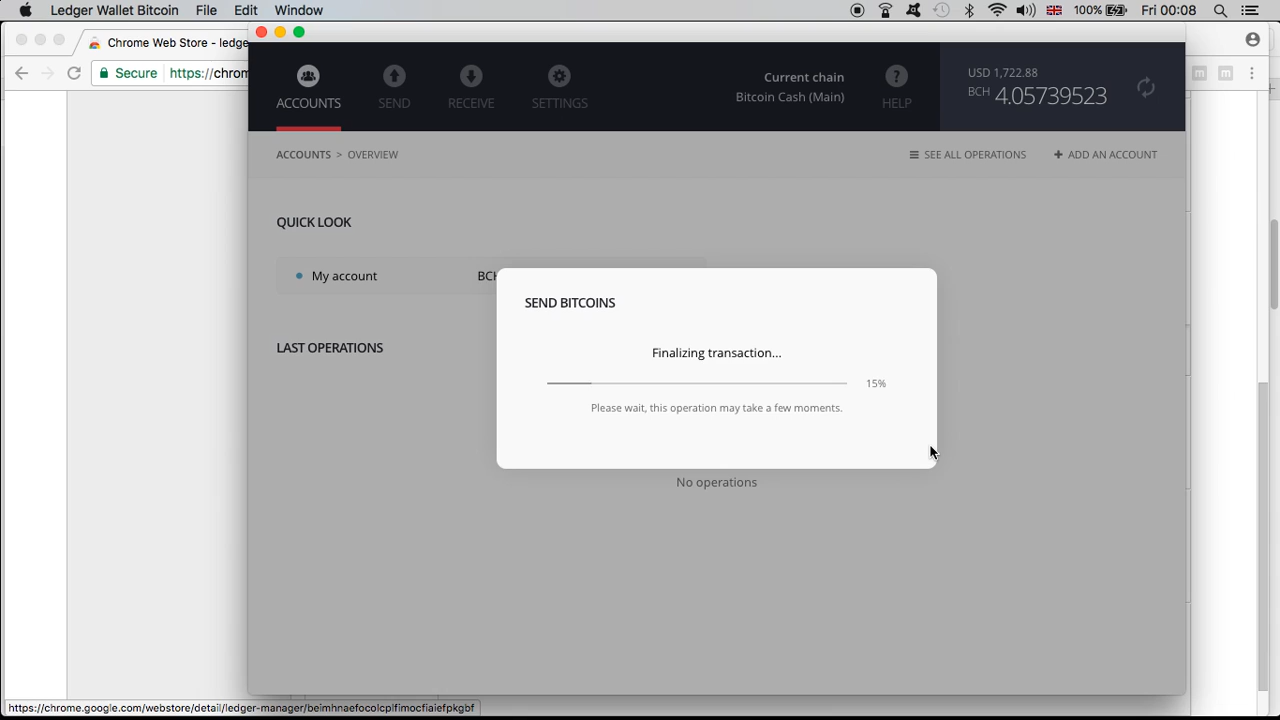 Ledger Wallet Bitcoin File Edit Window 100% Fri 00:08
Chrome Web Store - ledge
Secure https://chrom
ACCOUNTS SEND RECEIVE SETTINGS
Current chain
Bitcoin Cash (Main)
HELP
USD 1,722.88
BCH 4.05739523
ACCOUNTS > OVERVIEW SEE ALL OPERATIONS + ADD AN ACCOUNT
QUICK LOOK
My account BCH
LAST OPERATIONS
SEND BITCOINS
Finalizing transaction...
15%
Please wait, this operation may take a few moments.
No operations
https://chrome.google.com/webstore/detail/ledger-manager/beimhnaefocolcplfimocfiaiefpkgbf